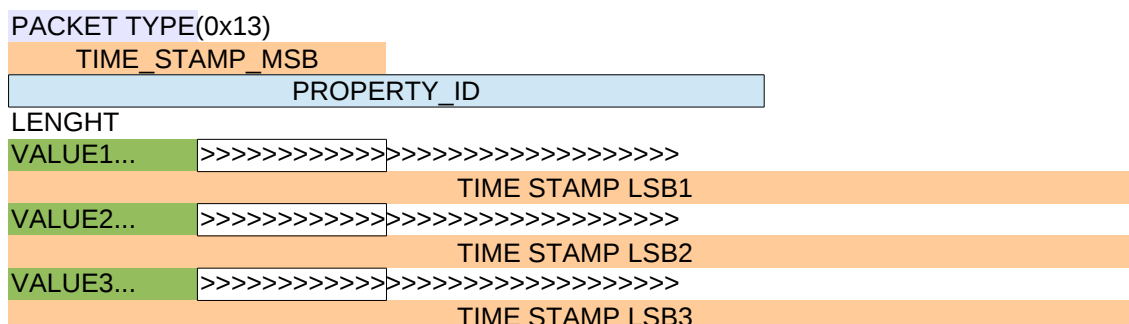 PACKET TYPE(0x13)
TIME_STAMP_MSB
PROPERTY_ID
LENGHT
VALUE1... >>>>>>>>>>>>>>>>>>>>>>>>>>>>>>>
TIME STAMP LSB1
VALUE2... >>>>>>>>>>>>>>>>>>>>>>>>>>>>>>>
TIME STAMP LSB2
VALUE3... >>>>>>>>>>>>>>>>>>>>>>>>>>>>>>>
TIME STAMP LSB3